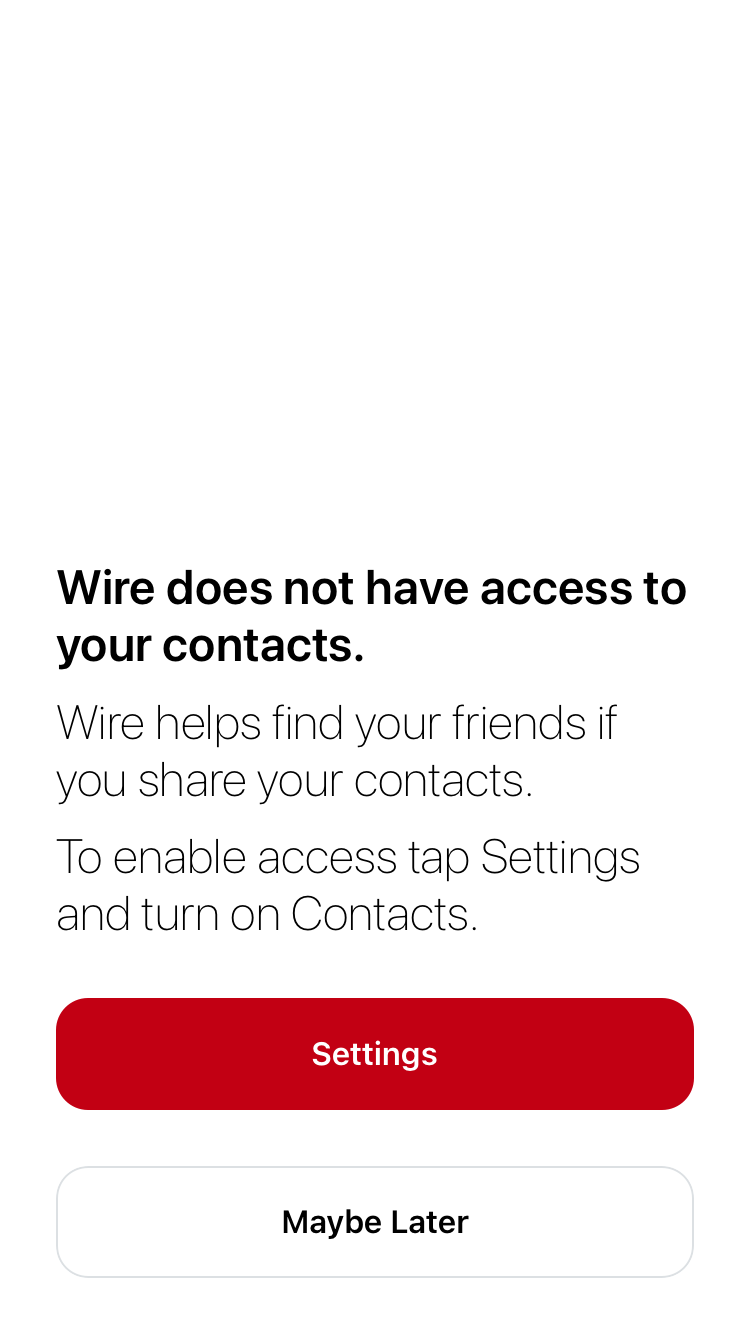 Wire does not have access to
your contacts.
Wire helps find your friends if
you share your contacts.
To enable access tap Settings
and turn on Contacts.
Settings
Maybe Later